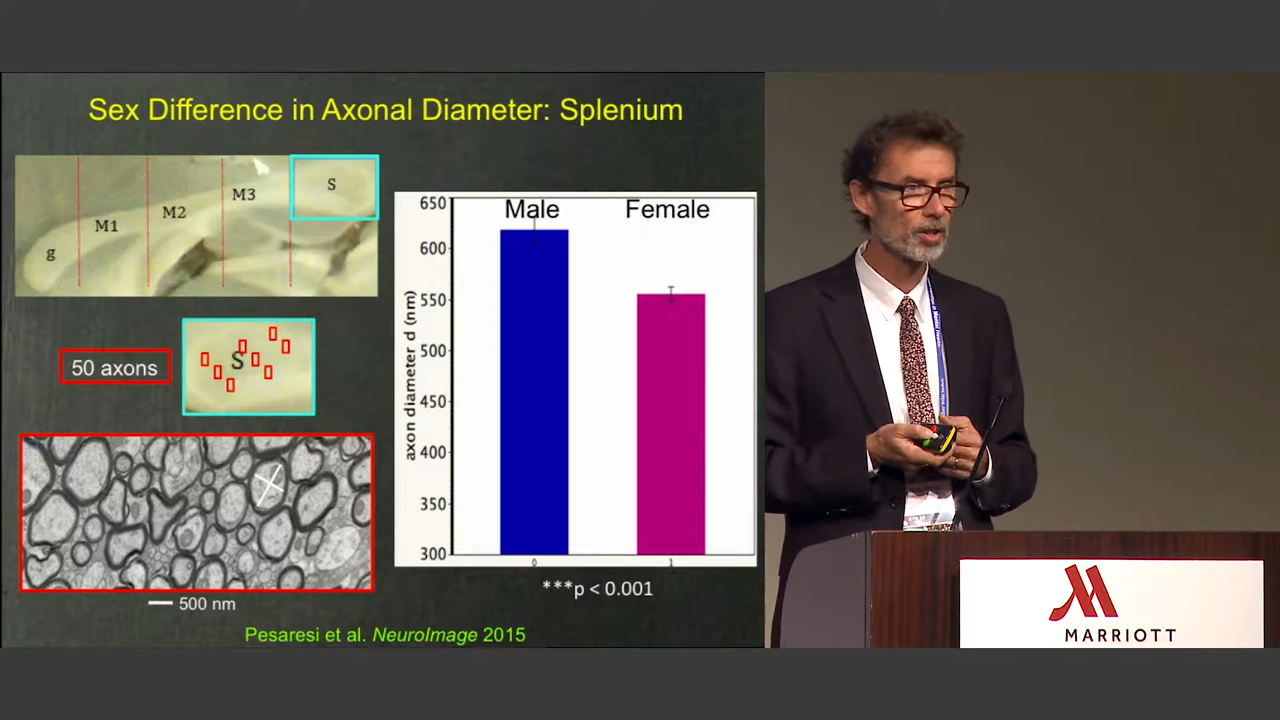 Sex Difference in Axonal Diameter: Splenium
g
M1
M2
M3
S
50 axons
S
500 nm
Male
Female
650
600
550
500
450
400
350
300
axon diameter d (nm)
0
1
***p < 0.001
Pesaresi et al. NeuroImage 2015
MARRIOTT